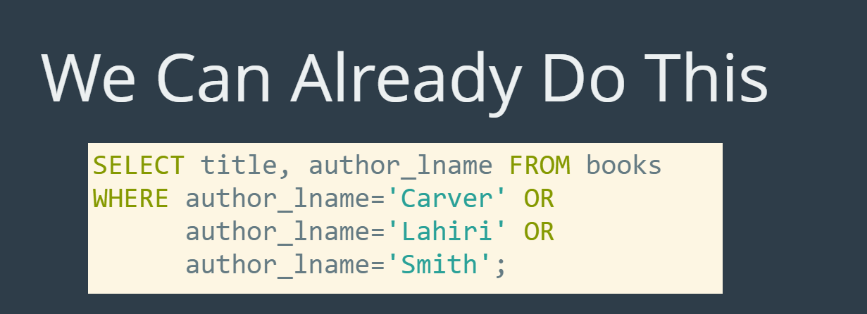 We Can Already Do This
SELECT title, author_lname FROM books
WHERE author_lname='Carver' OR
      author_lname='Lahiri' OR
      author_lname='Smith';